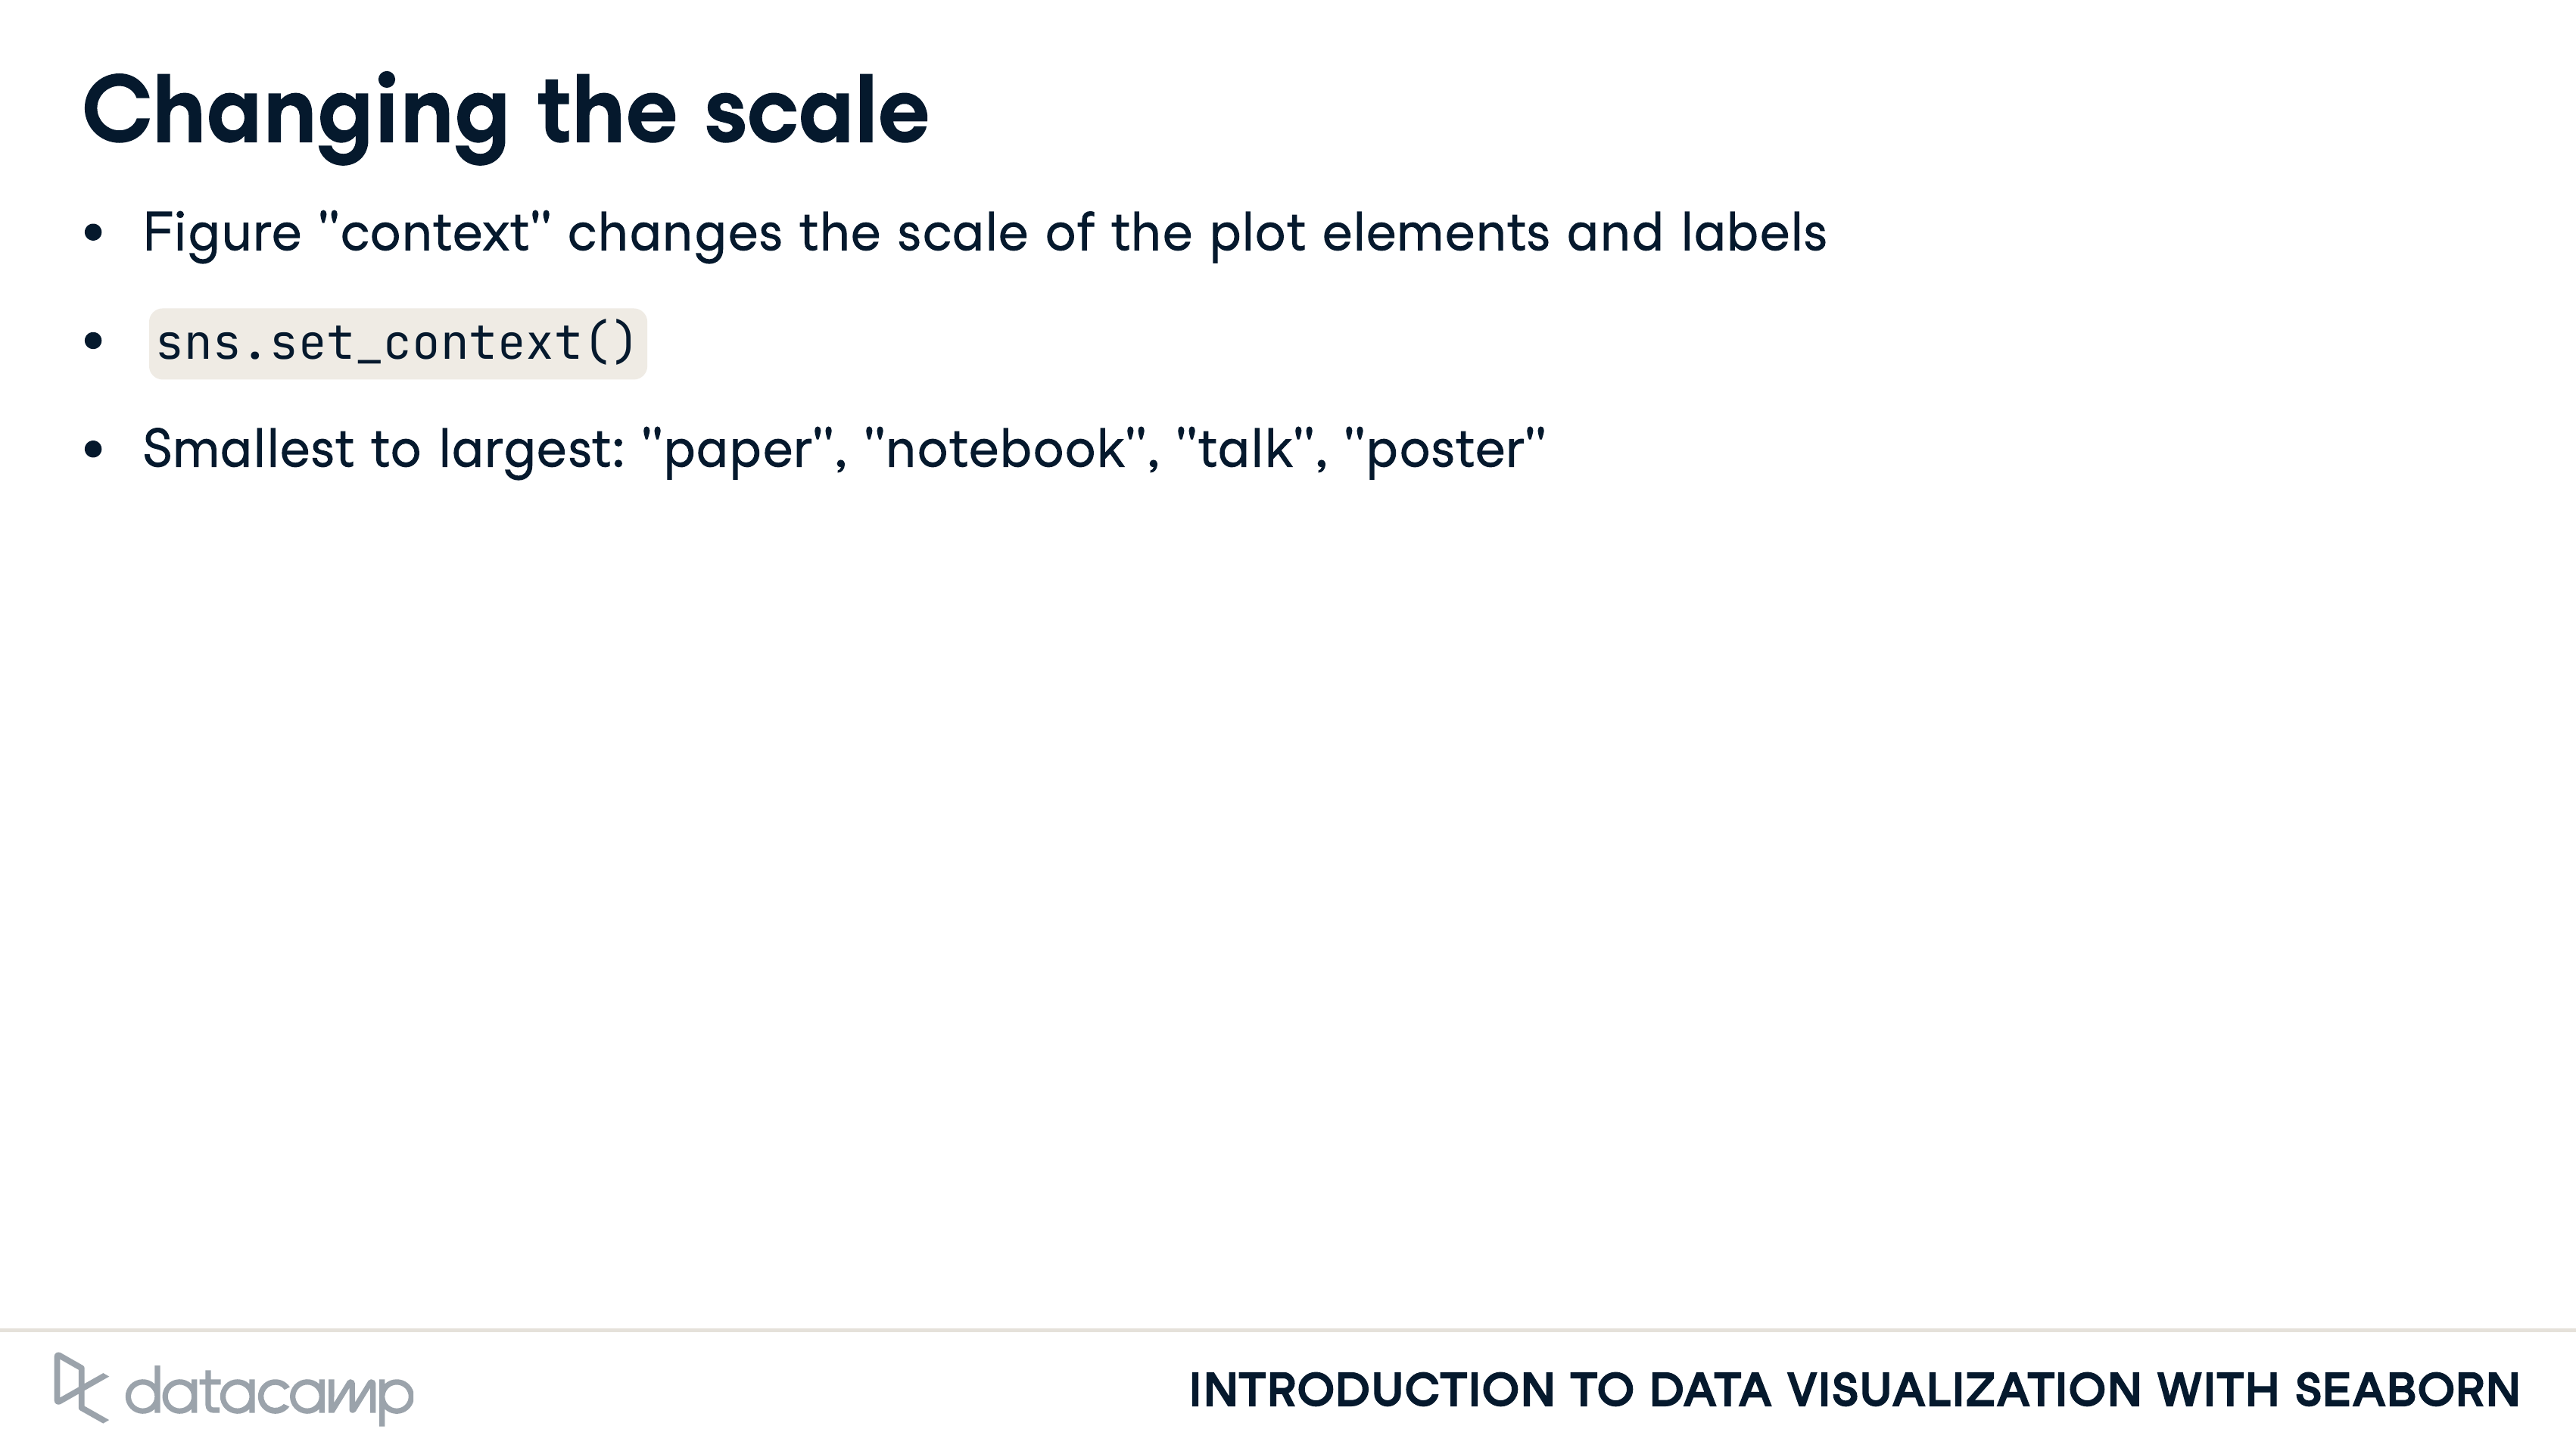 Changing the scale
• Figure "context" changes the scale of the plot elements and labels
• sns.set_context()
• Smallest to largest: "paper", "notebook", "talk", "poster"
datacamp
INTRODUCTION TO DATA VISUALIZATION WITH SEABORN